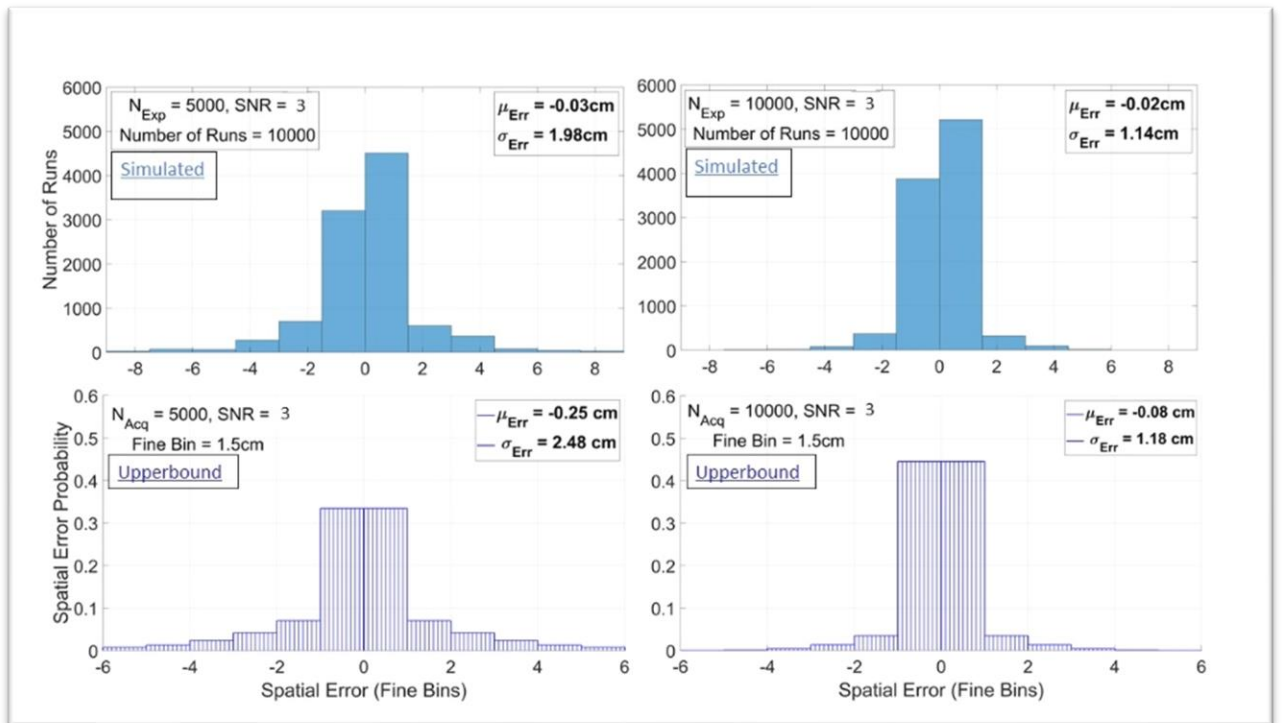 6000
5000
4000
3000
2000
1000
0
Number of Runs
N_Exp = 5000, SNR = 3
Number of Runs = 10000
Simulated
μ_Err = -0.03cm
σ_Err = 1.98cm
-8 -6 -4 -2 0 2 4 6 8
6000
5000
4000
3000
2000
1000
0
N_Exp = 10000, SNR = 3
Number of Runs = 10000
Simulated
μ_Err = -0.02cm
σ_Err = 1.14cm
-8 -6 -4 -2 0 2 4 6 8
0.6
0.5
0.4
0.3
0.2
0.1
0
Spatial Error Probability
N_Acq = 5000, SNR = 3
Fine Bin = 1.5cm
Upperbound
μ_Err = -0.25 cm
σ_Err = 2.48 cm
-6 -4 -2 0 2 4 6
Spatial Error (Fine Bins)
0.6
0.5
0.4
0.3
0.2
0.1
0
N_Acq = 10000, SNR = 3
Fine Bin = 1.5cm
Upperbound
μ_Err = -0.08 cm
σ_Err = 1.18 cm
-6 -4 -2 0 2 4 6
Spatial Error (Fine Bins)